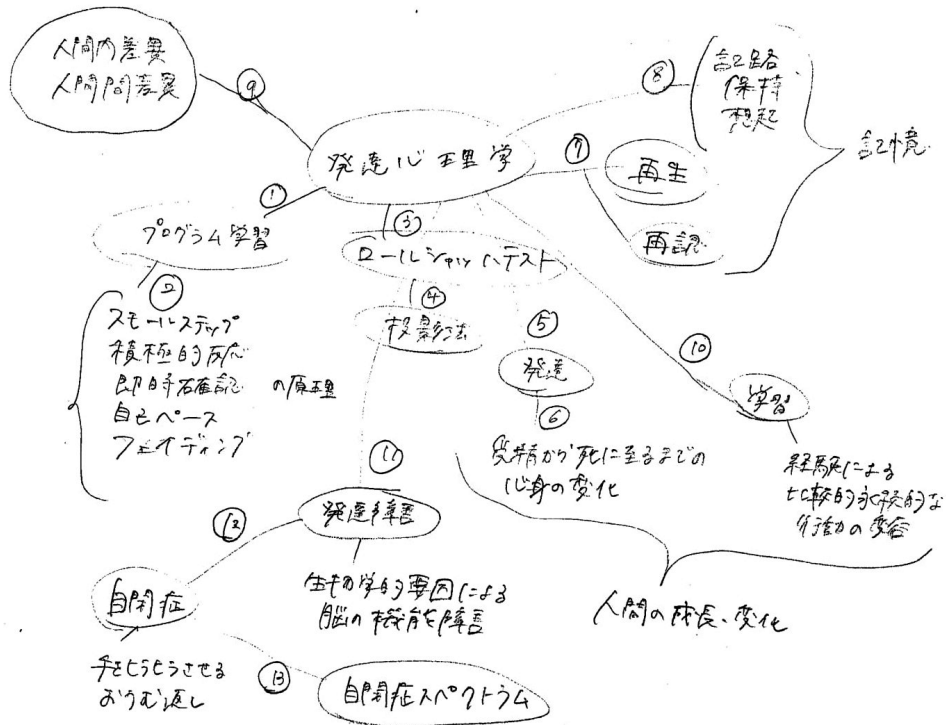 人間内差異
人間間差異
⑨
発達心理学
⑧
記銘
保持
想起
⑦
再生
再認
記憶
①
プログラム学習
②
スモールステップ
積極的反応
即時確認 の原理
自己ペース
フェイディング
③
ロールシャッハテスト
④
投影法
⑤
発達
⑥
受精から死に至るまでの
心身の変化
⑩
学習
経験による
比較的永続的な
行動の変容
人間の成長、変化
⑪
発達障害
生物学的要因による
脳の機能障害
⑫
自閉症
手をひらひらさせる
おうむ返し
⑬
自閉症スペクトラム